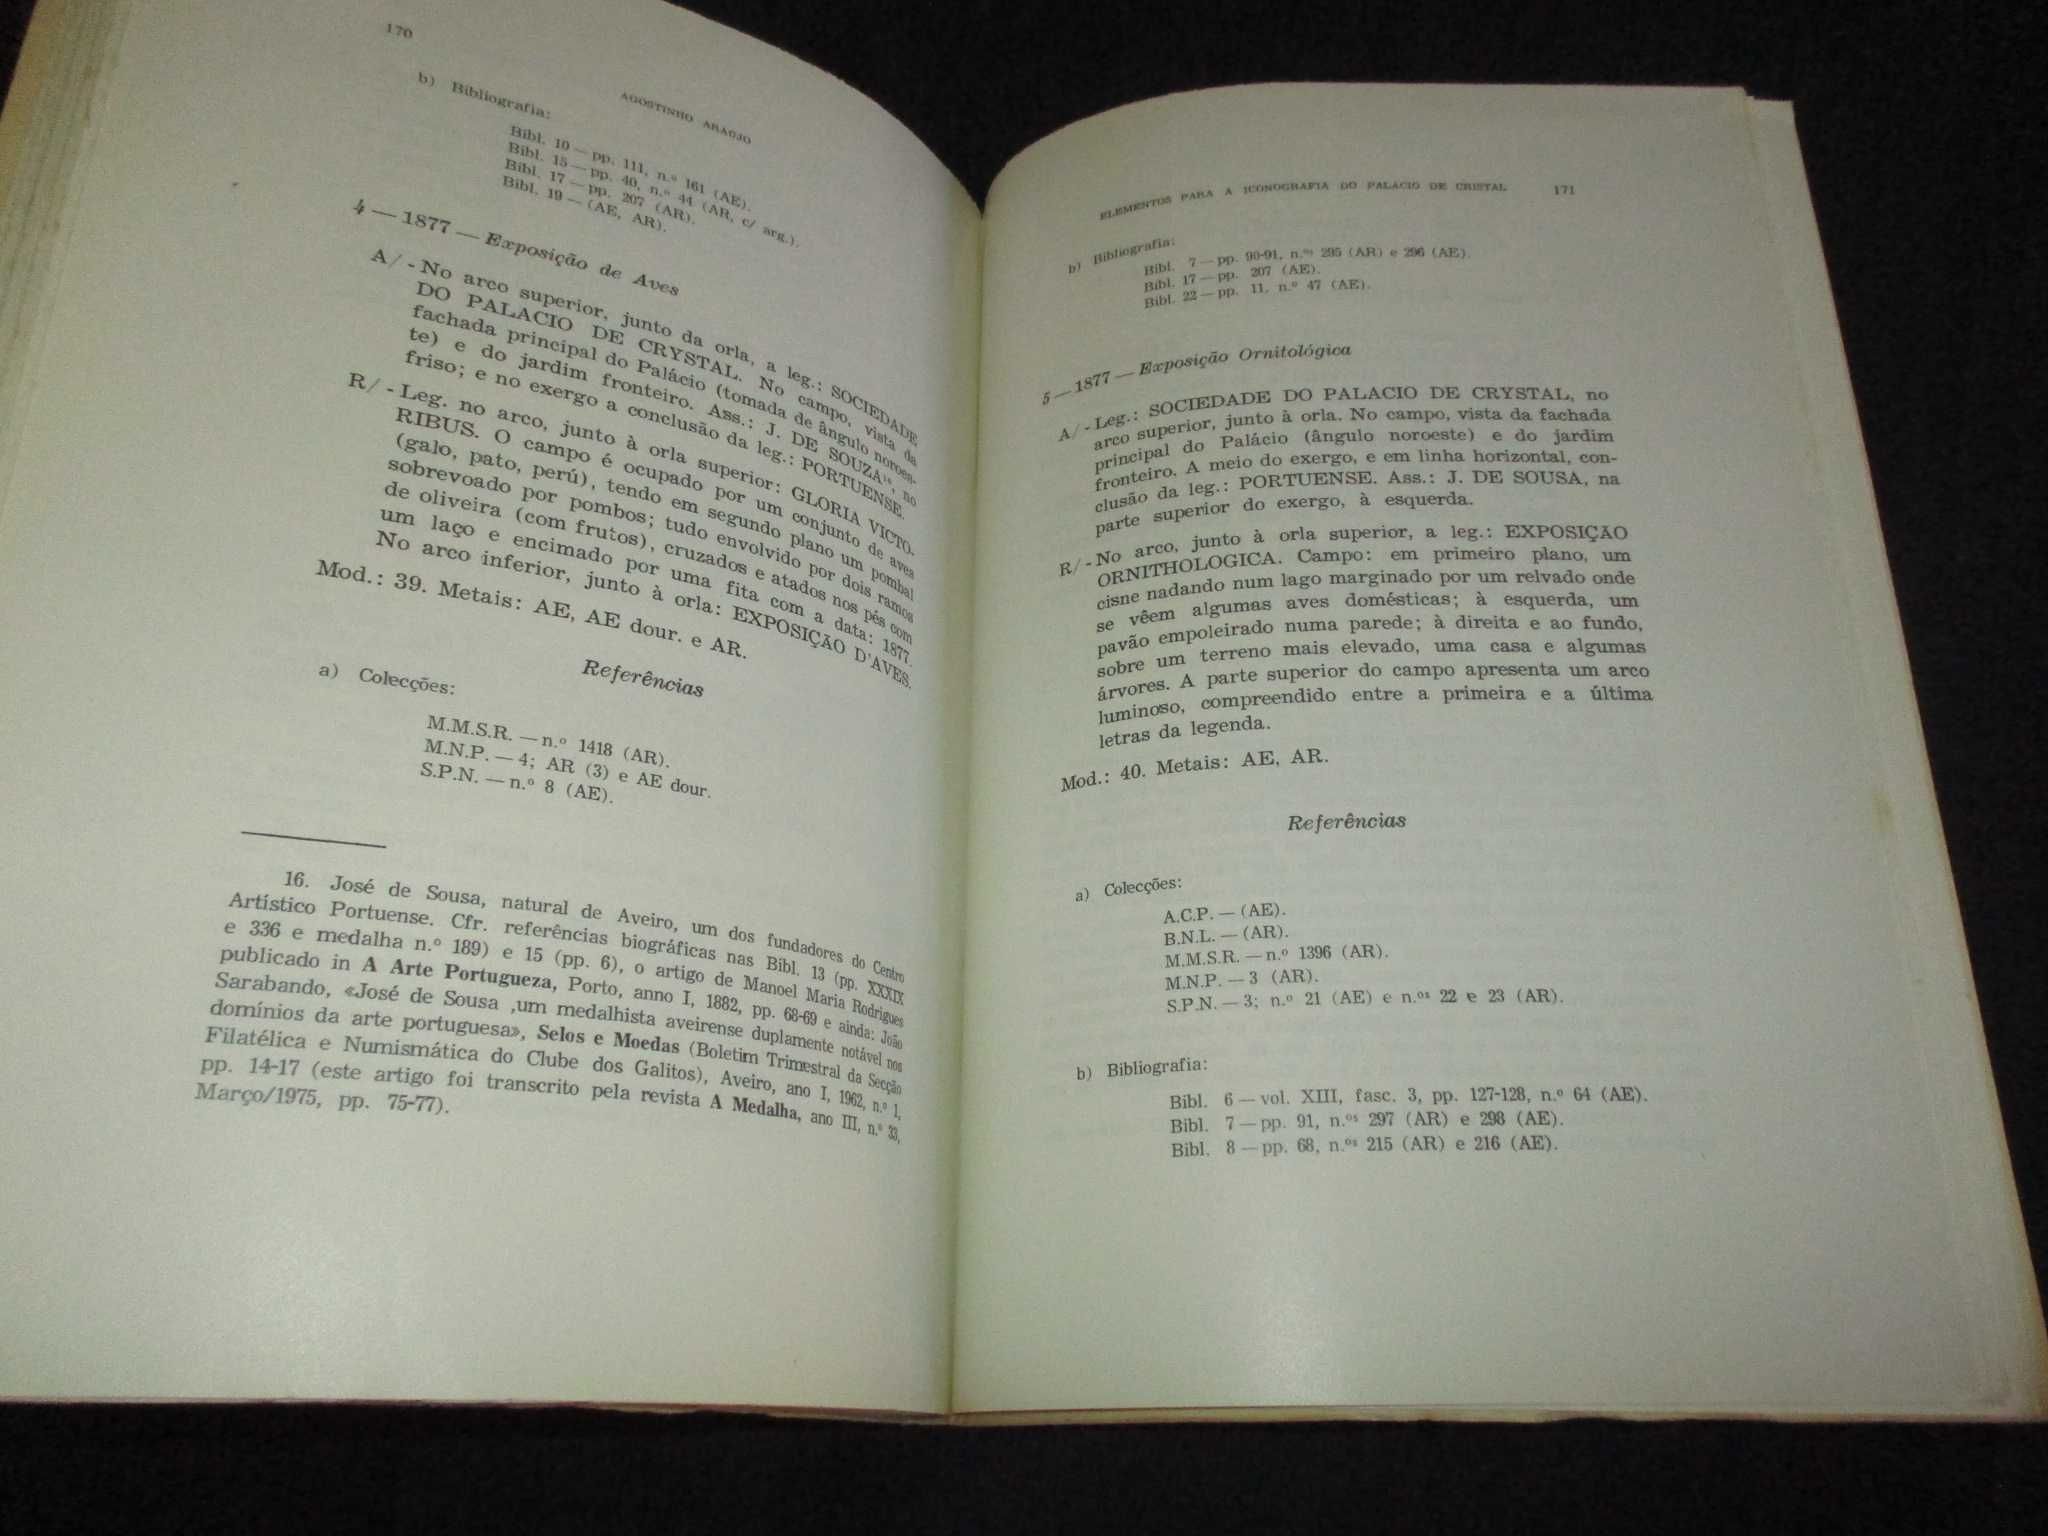 170
AGOSTINHO ARAÚJO
b) Bibliografia:
Bibl. 10 — pp. 111, n.º 161 (AE).
Bibl. 15 — pp. 40, n.º 44 (AR, c/ arg.).
Bibl. 17 — pp. 207 (AR).
Bibl. 19 — (AE, AR).
4 — 1877 — Exposição de Aves
A/ - No arco superior, junto da orla, a leg.: SOCIEDADE
DO PALACIO DE CRYSTAL. No campo, vista da
fachada principal do Palácio (tomada de ângulo noroes-
te) e do jardim fronteiro. Ass.: J. DE SOUZA¹⁶, no
friso; e no exergo a conclusão da leg.: PORTUENSE.
R/ - Leg. no arco, junto à orla superior: GLORIA VICTO-
RIBUS. O campo é ocupado por um conjunto de aves
(galo, pato, perú), tendo em segundo plano um pombal
sobrevoado por pombos; tudo envolvido por dois ramos
de oliveira (com frutos), cruzados e atados nos pés com
um laço e encimado por uma fita com a data: 1877.
No arco inferior, junto à orla: EXPOSIÇÃO D'AVES.
Mod.: 39. Metais: AE, AE dour. e AR.
Referências
a) Colecções:
M.M.S.R. — n.º 1418 (AR).
M.N.P. — 4; AR (3) e AE dour.
S.P.N. — n.º 8 (AE).
16. José de Sousa, natural de Aveiro, um dos fundadores do Centro
Artístico Portuense. Cfr. referências biográficas nas Bibl. 13 (pp. XXXIX
e 336 e medalha n.º 189) e 15 (pp. 6), o artigo de Manoel Maria Rodrigues
publicado in A Arte Portugueza, Porto, anno I, 1882, pp. 68-69 e ainda: João
Sarabando, «José de Sousa ,um medalhista aveirense duplamente notável nos
domínios da arte portuguesa», Selos e Moedas (Boletim Trimestral da Secção
Filatélica e Numismática do Clube dos Galitos), Aveiro, ano I, 1962, n.º 1,
pp. 14-17 (este artigo foi transcrito pela revista A Medalha, ano III, n.º 33,
Março/1975, pp. 75-77).
ELEMENTOS PARA A ICONOGRAFIA DO PALÁCIO DE CRISTAL 171
b) Bibliografia:
Bibl. 7 — pp. 90-91, n.ºs 295 (AR) e 296 (AE).
Bibl. 17 — pp. 207 (AE).
Bibl. 22 — pp. 11, n.º 47 (AE).
5 — 1877 — Exposição Ornitológica
A/ - Leg.: SOCIEDADE DO PALACIO DE CRYSTAL, no
arco superior, junto à orla. No campo, vista da fachada
principal do Palácio (ângulo noroeste) e do jardim
fronteiro. A meio do exergo, e em linha horizontal, con-
clusão da leg.: PORTUENSE. Ass.: J. DE SOUSA, na
parte superior do exergo, à esquerda.
R/ - No arco, junto à orla superior, a leg.: EXPOSIÇÃO
ORNITHOLOGICA. Campo: em primeiro plano, um
cisne nadando num lago marginado por um relvado onde
se vêem algumas aves domésticas; à esquerda, um
pavão empoleirado numa parede; à direita e ao fundo,
sobre um terreno mais elevado, uma casa e algumas
árvores. A parte superior do campo apresenta um arco
luminoso, compreendido entre a primeira e a última
letras da legenda.
Mod.: 40. Metais: AE, AR.
Referências
a) Colecções:
A.C.P. — (AE).
B.N.L. — (AR).
M.M.S.R. — n.º 1396 (AR).
M.N.P. — 3 (AR).
S.P.N. — 3; n.º 21 (AE) e n.ºs 22 e 23 (AR).
b) Bibliografia:
Bibl. 6 — vol. XIII, fasc. 3, pp. 127-128, n.º 64 (AE).
Bibl. 7 — pp. 91, n.ºs 297 (AR) e 298 (AE).
Bibl. 8 — pp. 68, n.ºs 215 (AR) e 216 (AE).